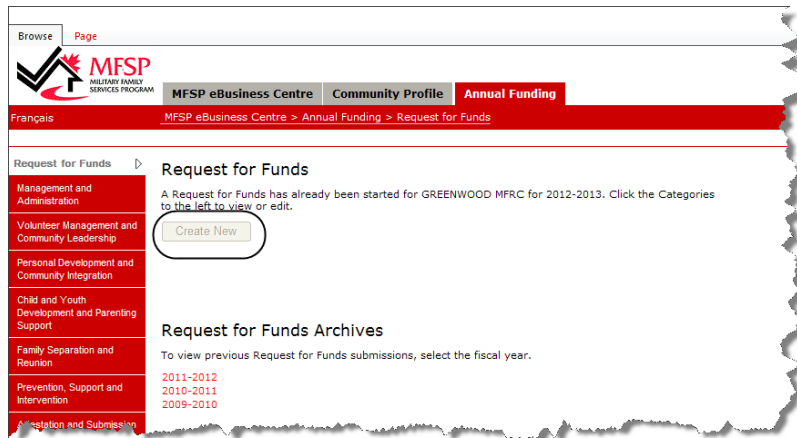 Browse Page
MFSP
MILITARY FAMILY
SERVICES PROGRAM
MFSP eBusiness Centre Community Profile Annual Funding
Français
MFSP eBusiness Centre > Annual Funding > Request for Funds
Request for Funds
Management and
Administration
Volunteer Management and
Community Leadership
Personal Development and
Community Integration
Child and Youth
Development and Parenting
Support
Family Separation and
Reunion
Prevention, Support and
Intervention
Attestation and Submission
Request for Funds
A Request for Funds has already been started for GREENWOOD MFRC for 2012-2013. Click the Categories
to the left to view or edit.
Create New
Request for Funds Archives
To view previous Request for Funds submissions, select the fiscal year.
2011-2012
2010-2011
2009-2010